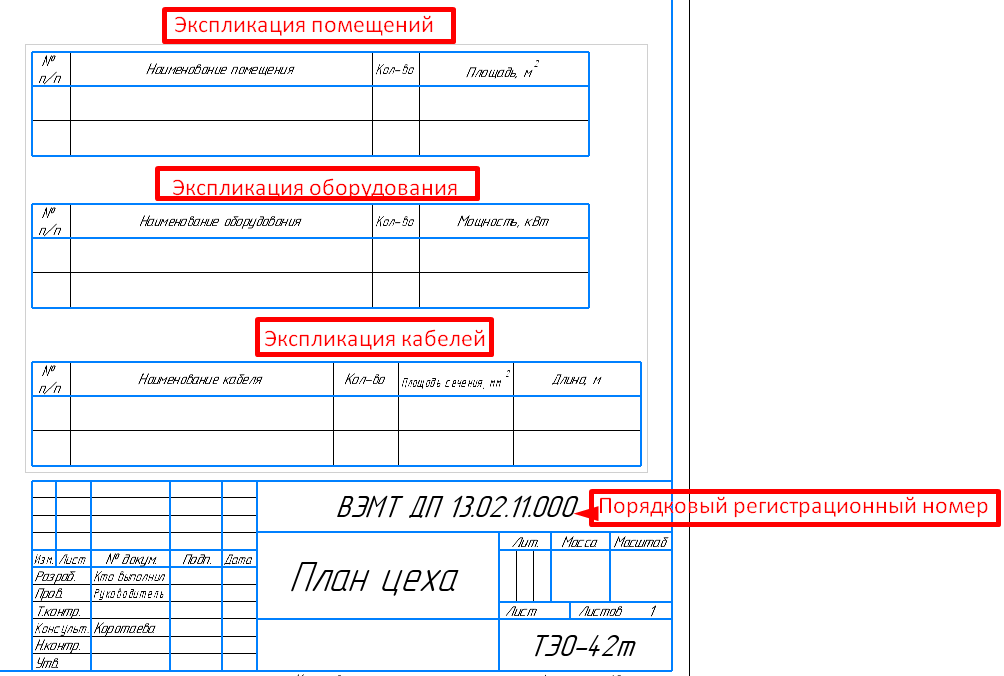 Экспликация помещений
№ п/п Наименование помещения Кол-во Площадь, м²
Экспликация оборудования
№ п/п Наименование оборудования Кол-во Мощность, кВт
Экспликация кабелей
№ п/п Наименование кабеля Кол-во Площадь сечения, мм² Длина, м
ВЭМТ ДП 13.02.11.000
Порядковый регистрационный номер
Изм. Лист № докум. Подп. Дата
Разраб. Кто выполнил
Пров. Руководитель
Т.контр.
Консульт. Коротаева
Н.контр.
Утв.
План цеха
Лит. Масса Масштаб
Лист Листов 1
ТЭО-42т